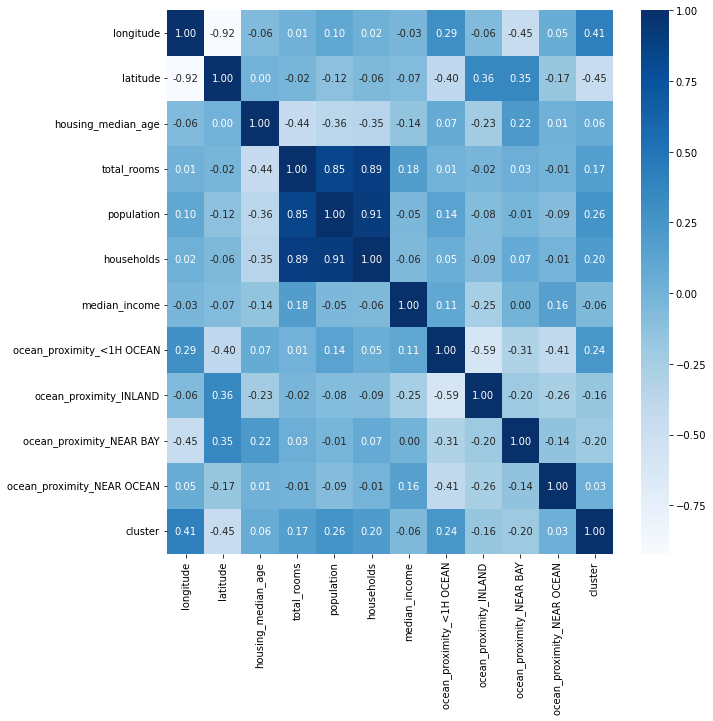 longitude 1.00 -0.92 -0.06 0.01 0.10 0.02 -0.03 0.29 -0.06 -0.45 0.05 0.41
latitude -0.92 1.00 0.00 -0.02 -0.12 -0.06 -0.07 -0.40 0.36 0.35 -0.17 -0.45
housing_median_age -0.06 0.00 1.00 -0.44 -0.36 -0.35 -0.14 0.07 -0.23 0.22 0.01 0.06
total_rooms 0.01 -0.02 -0.44 1.00 0.85 0.89 0.18 0.01 -0.02 0.03 -0.01 0.17
population 0.10 -0.12 -0.36 0.85 1.00 0.91 -0.05 0.14 -0.08 -0.01 -0.09 0.26
households 0.02 -0.06 -0.35 0.89 0.91 1.00 -0.06 0.05 -0.09 0.07 -0.01 0.20
median_income -0.03 -0.07 -0.14 0.18 -0.05 -0.06 1.00 0.11 -0.25 0.00 0.16 -0.06
ocean_proximity_<1H OCEAN 0.29 -0.40 0.07 0.01 0.14 0.05 0.11 1.00 -0.59 -0.31 -0.41 0.24
ocean_proximity_INLAND -0.06 0.36 -0.23 -0.02 -0.08 -0.09 -0.25 -0.59 1.00 -0.20 -0.26 -0.16
ocean_proximity_NEAR BAY -0.45 0.35 0.22 0.03 -0.01 0.07 0.00 -0.31 -0.20 1.00 -0.14 -0.20
ocean_proximity_NEAR OCEAN 0.05 -0.17 0.01 -0.01 -0.09 -0.01 0.16 -0.41 -0.26 -0.14 1.00 0.03
cluster 0.41 -0.45 0.06 0.17 0.26 0.20 -0.06 0.24 -0.16 -0.20 0.03 1.00
longitude
latitude
housing_median_age
total_rooms
population
households
median_income
ocean_proximity_<1H OCEAN
ocean_proximity_INLAND
ocean_proximity_NEAR BAY
ocean_proximity_NEAR OCEAN
cluster
1.00
0.75
0.50
0.25
0.00
−0.25
−0.50
−0.75